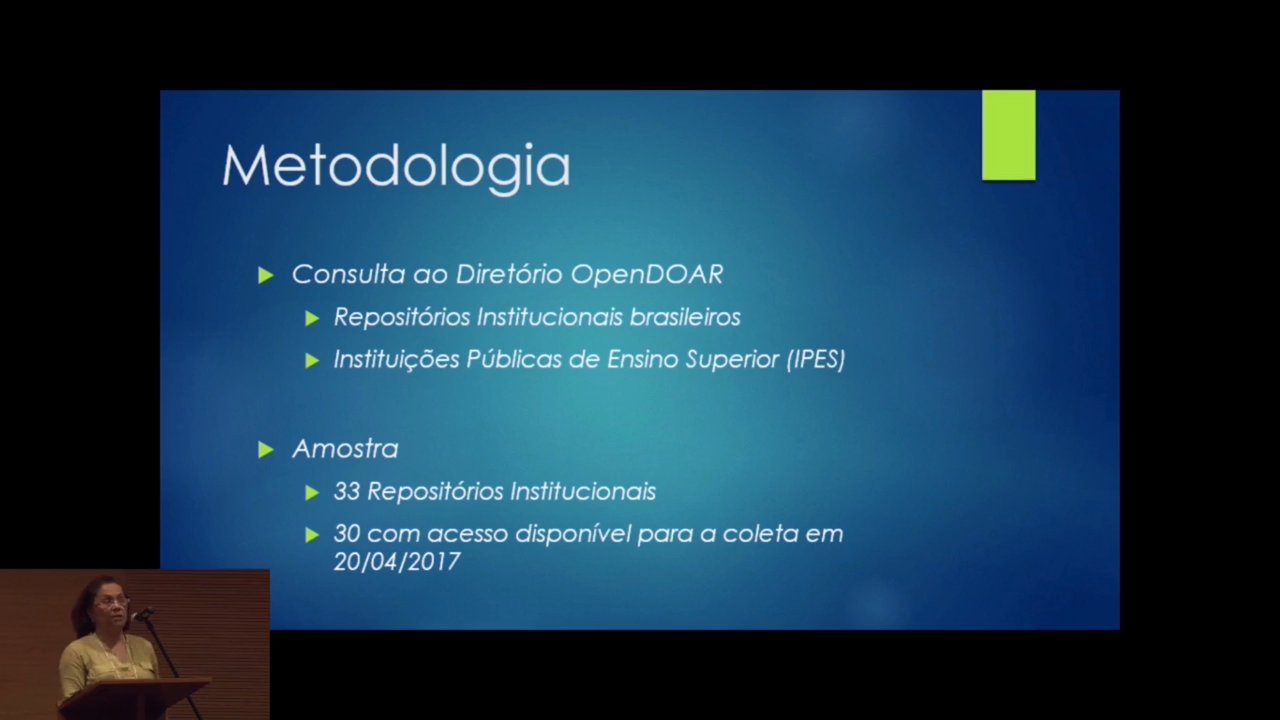 Metodologia
Consulta ao Diretório OpenDOAR
Repositórios Institucionais brasileiros
Instituições Públicas de Ensino Superior (IPES)
Amostra
33 Repositórios Institucionais
30 com acesso disponível para a coleta em
20/04/2017